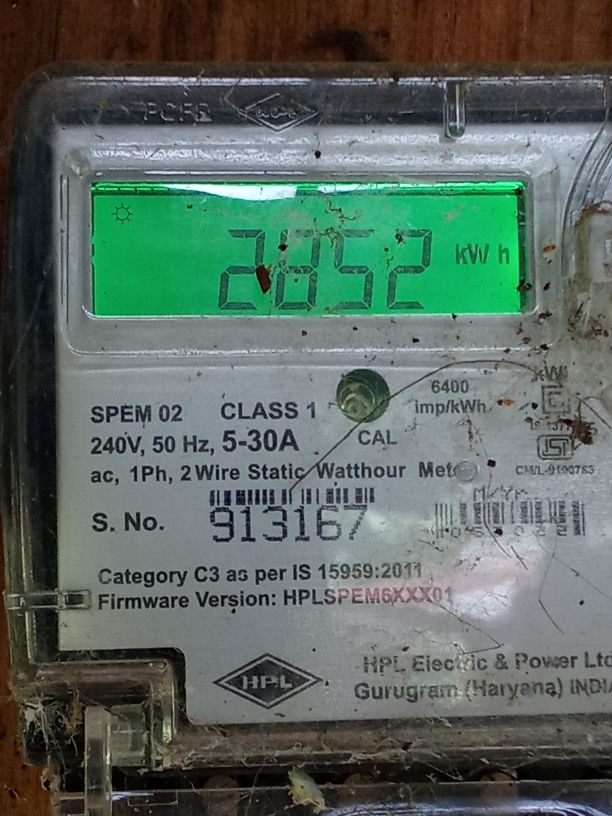 2852 kW h
6400
imp/kWh
SPEM 02 CLASS 1
CAL
240V, 50 Hz, 5-30A
ac, 1Ph, 2 Wire Static Watthour
S. No. 913167
Category C3 as per IS 15959:2011
Firmware Version: HPLSPEM6XXX01
HPL
HPL Electric & Power Ltd
Gurugram (Haryana) INDIA